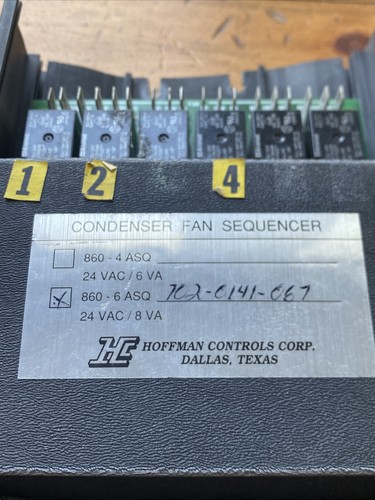 1 2 4
CONDENSER FAN SEQUENCER
860 - 4 ASQ
24 VAC / 6 VA
860 - 6 ASQ 702-0141-067
24 VAC / 8 VA
HC HOFFMAN CONTROLS CORP.
DALLAS, TEXAS